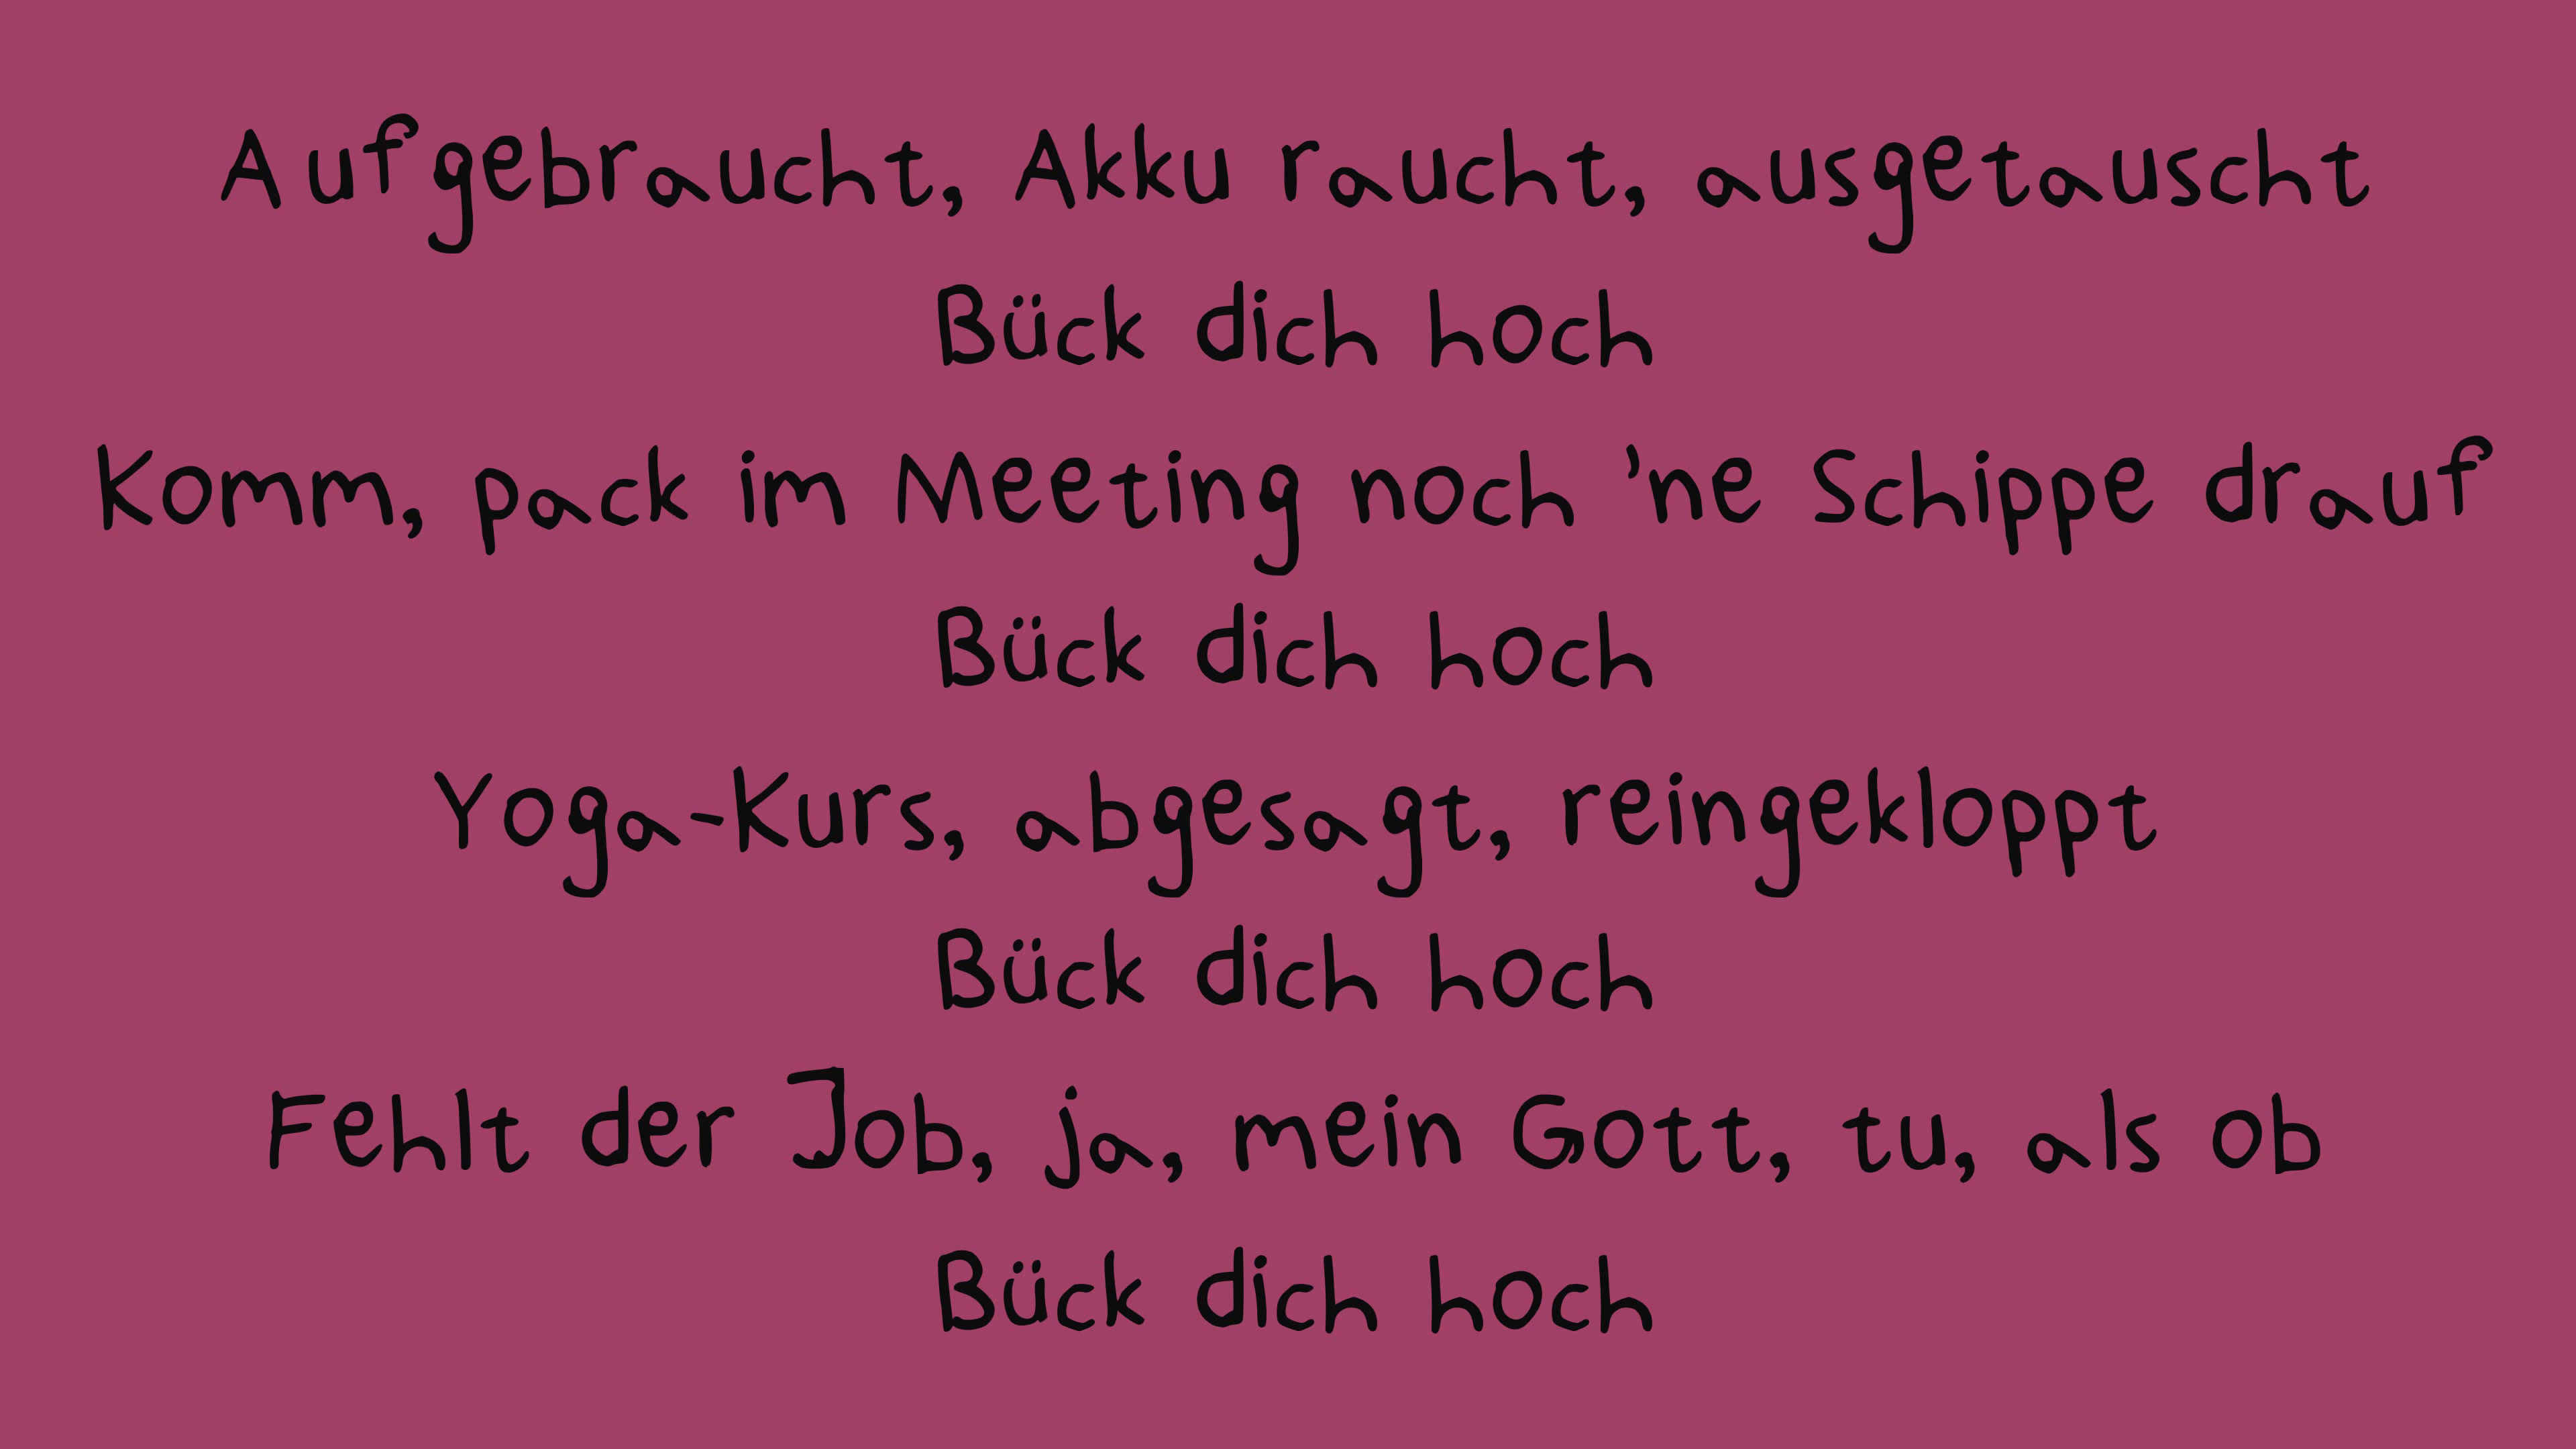 Aufgebraucht, Akku raucht, ausgetauscht
Bück dich hoch
Komm, pack im Meeting noch 'ne Schippe drauf
Bück dich hoch
Yoga-Kurs, abgesagt, reingekloppt
Bück dich hoch
Fehlt der Job, ja, mein Gott, tu, als ob
Bück dich hoch